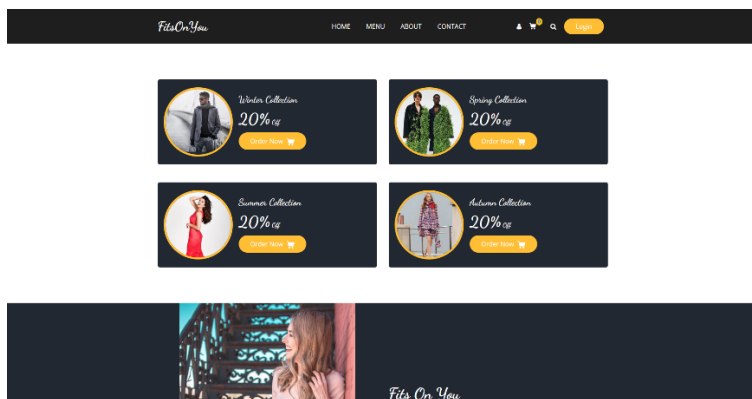 FitsOnYou
HOME MENU ABOUT CONTACT
0
Login
Winter Collection
20% Off
Order Now
Spring Collection
20% Off
Order Now
Summer Collection
20% Off
Order Now
Autumn Collection
20% Off
Order Now
Fits On You